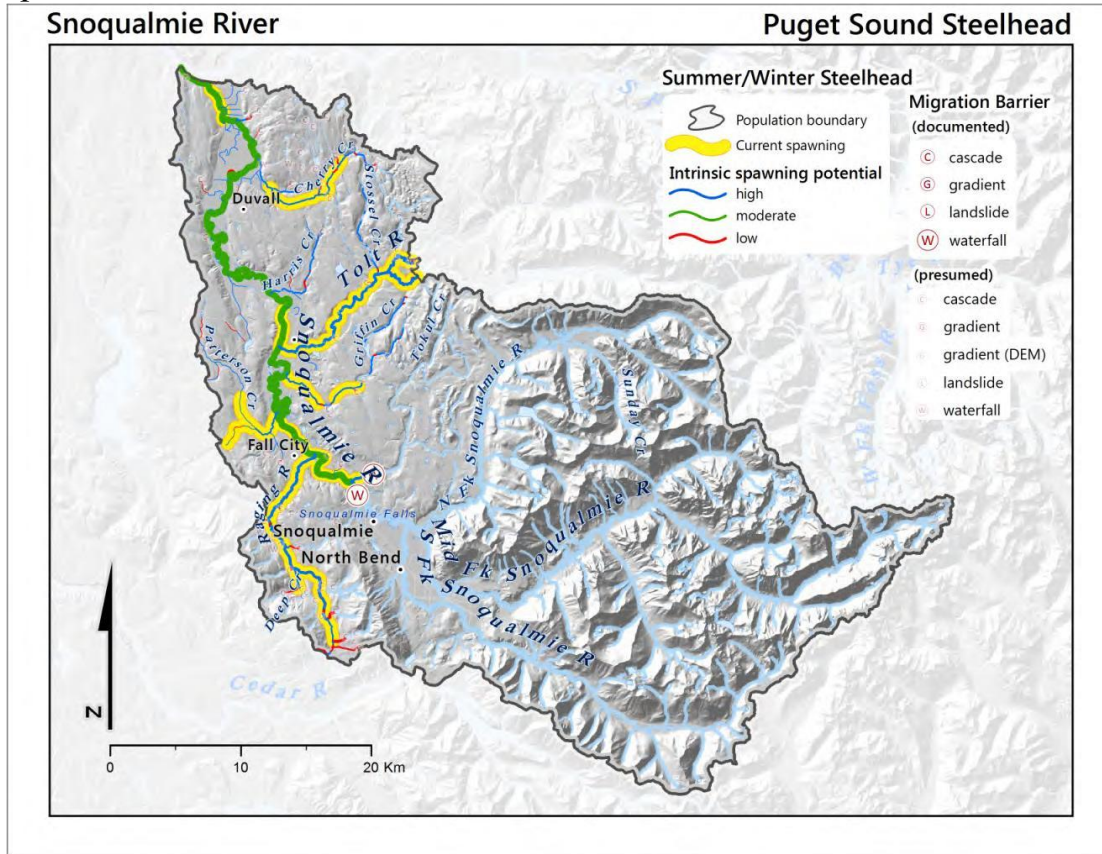 Snoqualmie River
Puget Sound Steelhead
Summer/Winter Steelhead
Population boundary
Current spawning
Intrinsic spawning potential
high
moderate
low
Migration Barrier
(documented)
C cascade
G gradient
L landslide
W waterfall
(presumed)
cascade
gradient
gradient (DEM)
landslide
waterfall
Cherry Cr
Stossel Cr
Duvall
Harris Cr
Tolt R
Griffin Cr
Tokul Cr
Patterson Cr
Snoqualmie R
Fall City
W
Raging R
Snoqualmie Falls
Snoqualmie
North Bend
Deep Cr
N Fk Snoqualmie R
Sunday Cr
Mid Fk Snoqualmie R
S Fk Snoqualmie R
Cedar R
N
0 10 20 Km